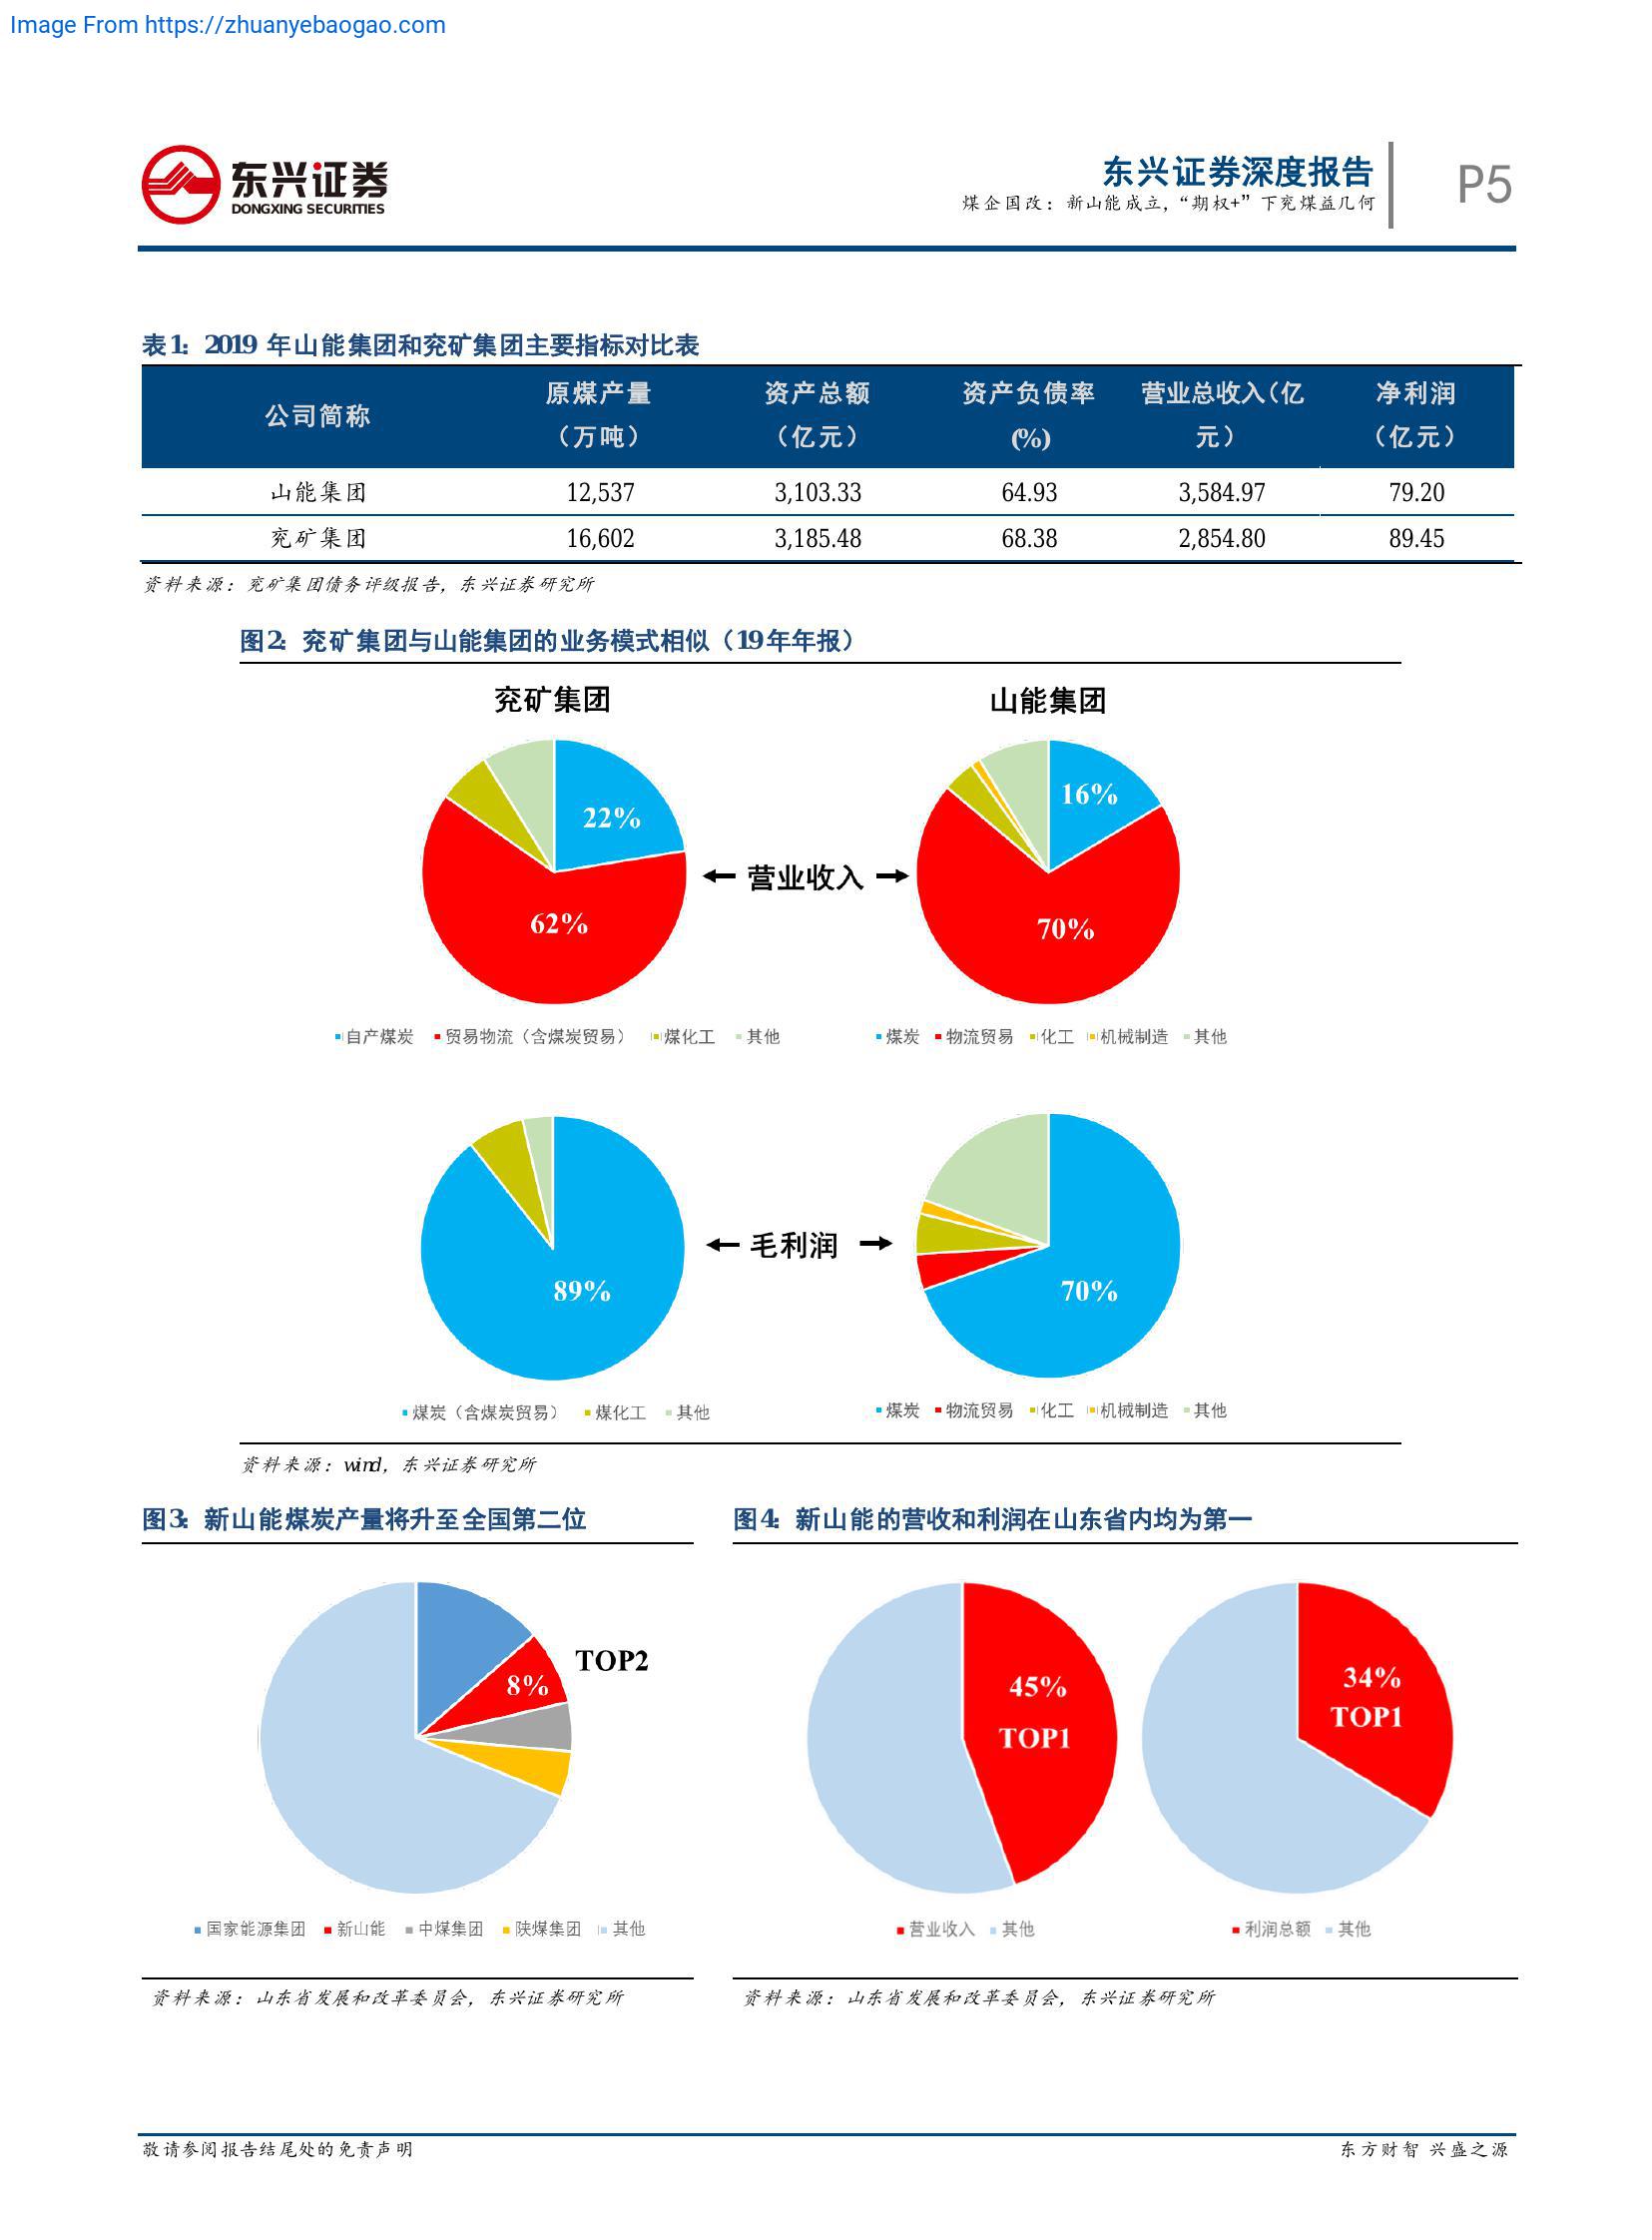 Image From https://zhuanyebaogao.com
东兴证券
DONGXING SECURITIES
东兴证券深度报告
煤企国改：新山能成立，“期权+”下兖煤益几何
P5
表1：2019 年山能集团和兖矿集团主要指标对比表
公司简称 原煤产量（万吨） 资产总额（亿元） 资产负债率(%) 营业总收入（亿元） 净利润（亿元）
山能集团 12,537 3,103.33 64.93 3,584.97 79.20
兖矿集团 16,602 3,185.48 68.38 2,854.80 89.45
资料来源：兖矿集团债务评级报告，东兴证券研究所
图2：兖矿集团与山能集团的业务模式相似（19年年报）
兖矿集团 山能集团
22% 16%
← 营业收入 →
62% 70%
自产煤炭 贸易物流（含煤炭贸易） 煤化工 其他
煤炭 物流贸易 化工 机械制造 其他
← 毛利润 →
89% 70%
煤炭（含煤炭贸易） 煤化工 其他
煤炭 物流贸易 化工 机械制造 其他
资料来源：wind，东兴证券研究所
图3：新山能煤炭产量将升至全国第二位
TOP2
8%
国家能源集团 新山能 中煤集团 陕煤集团 其他
资料来源：山东省发展和改革委员会，东兴证券研究所
图4：新山能的营收和利润在山东省内均为第一
45%
TOP1
34%
TOP1
营业收入 其他
利润总额 其他
资料来源：山东省发展和改革委员会，东兴证券研究所
敬请参阅报告结尾处的免责声明
东方财智 兴盛之源